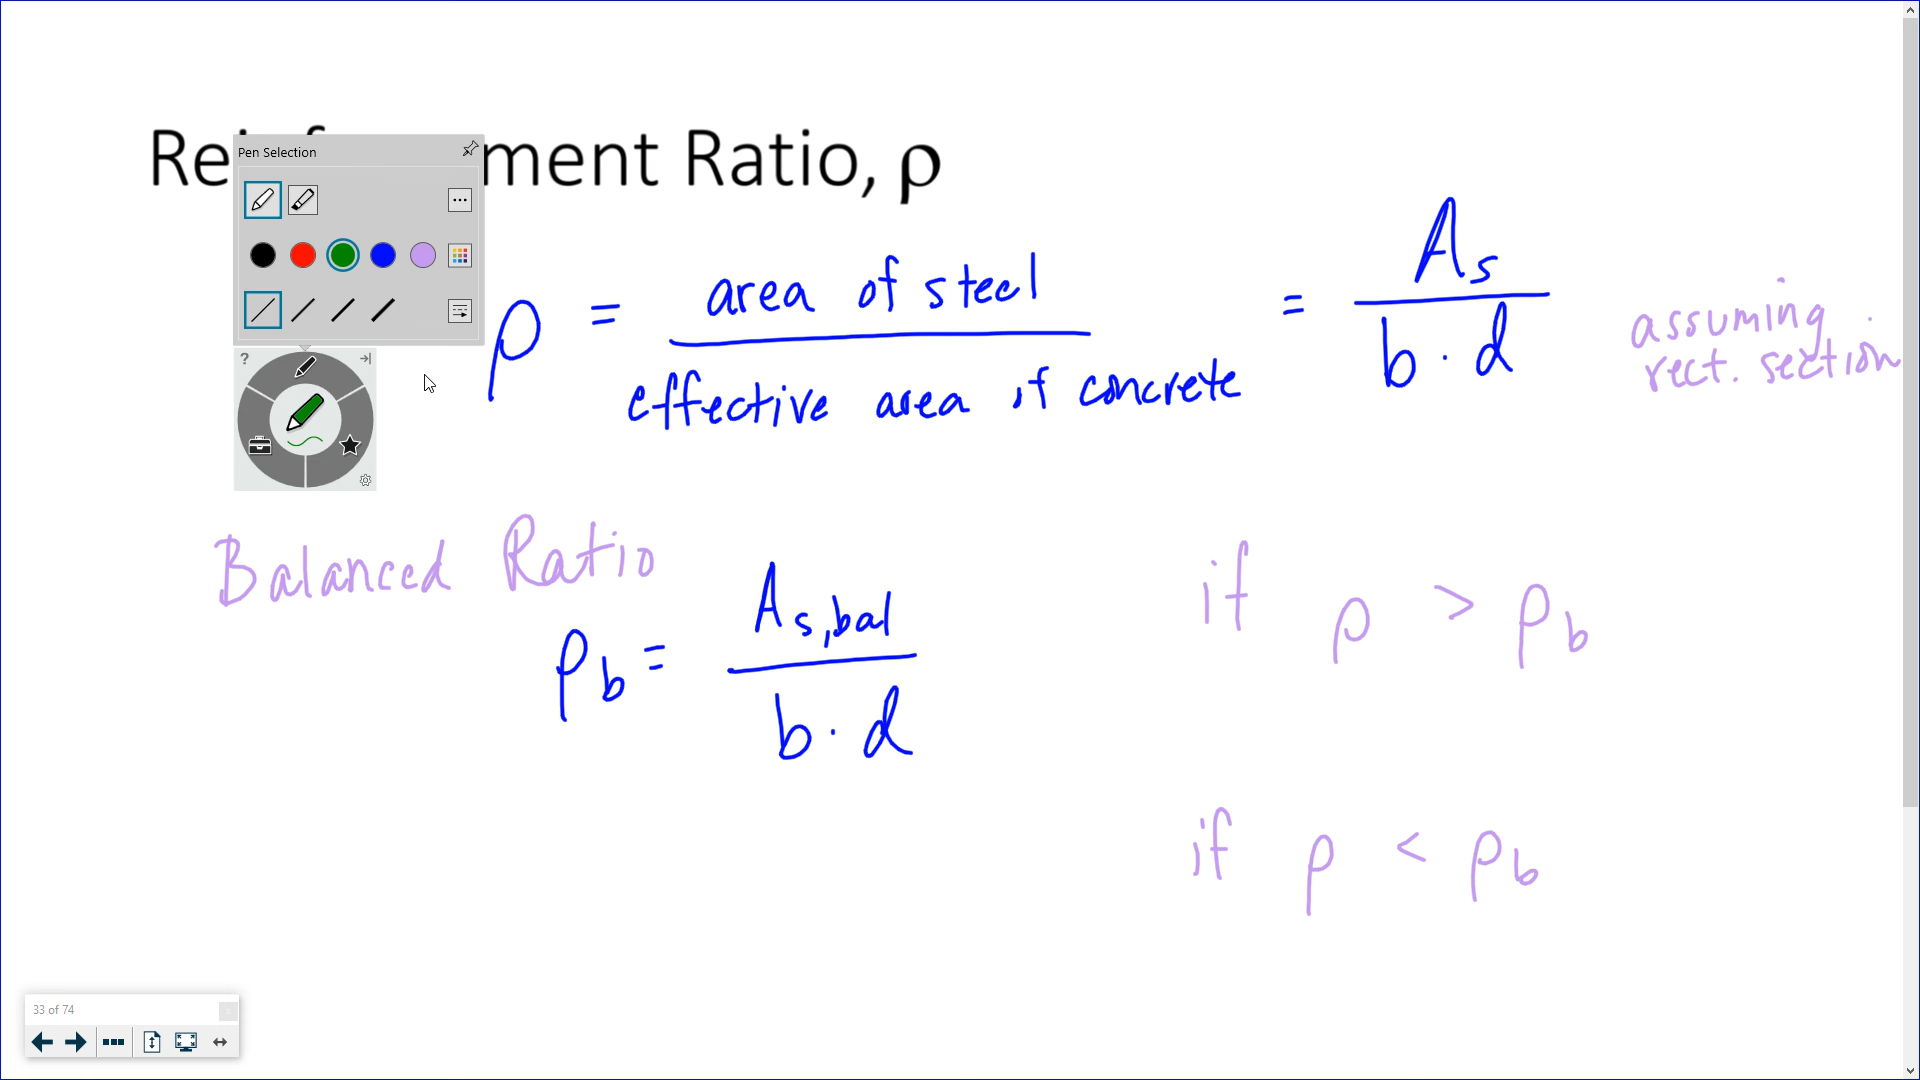 Re ment Ratio, ρ
Pen Selection
ρ = area of steel / effective area of concrete = As / b · d
assuming
rect. section
?
Balanced Ratio
ρb = As,bal / b · d
if ρ > ρb
if ρ < ρb
33 of 74